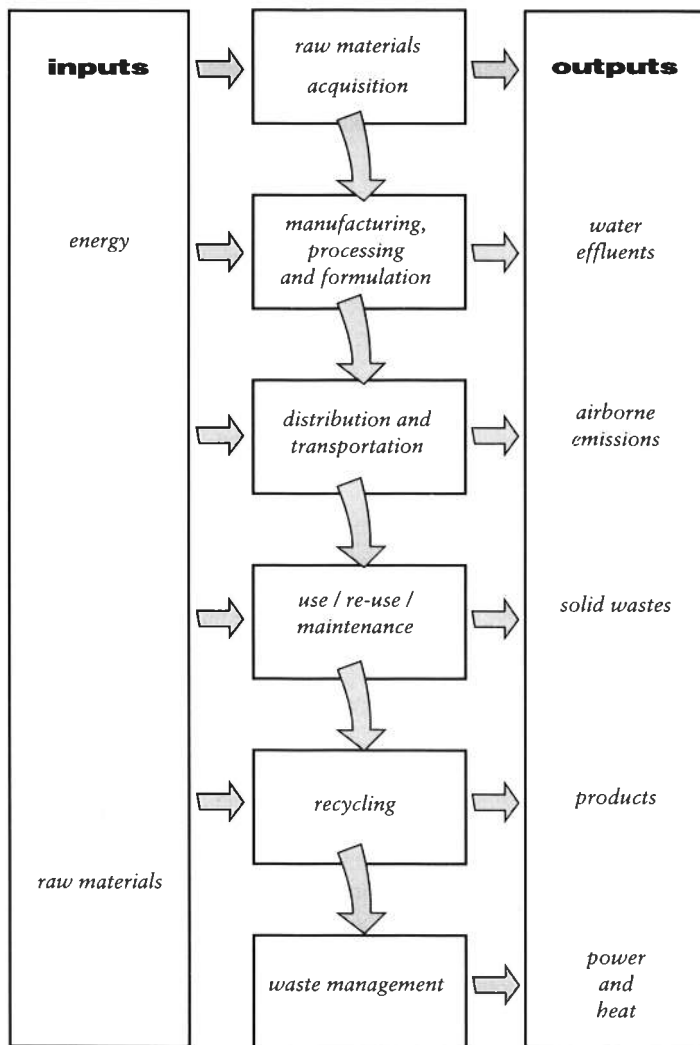 inputs
energy
raw materials
raw materials
acquisition
manufacturing,
processing
and formulation
distribution and
transportation
use / re-use /
maintenance
recycling
waste management
outputs
water
effluents
airborne
emissions
solid wastes
products
power
and
heat